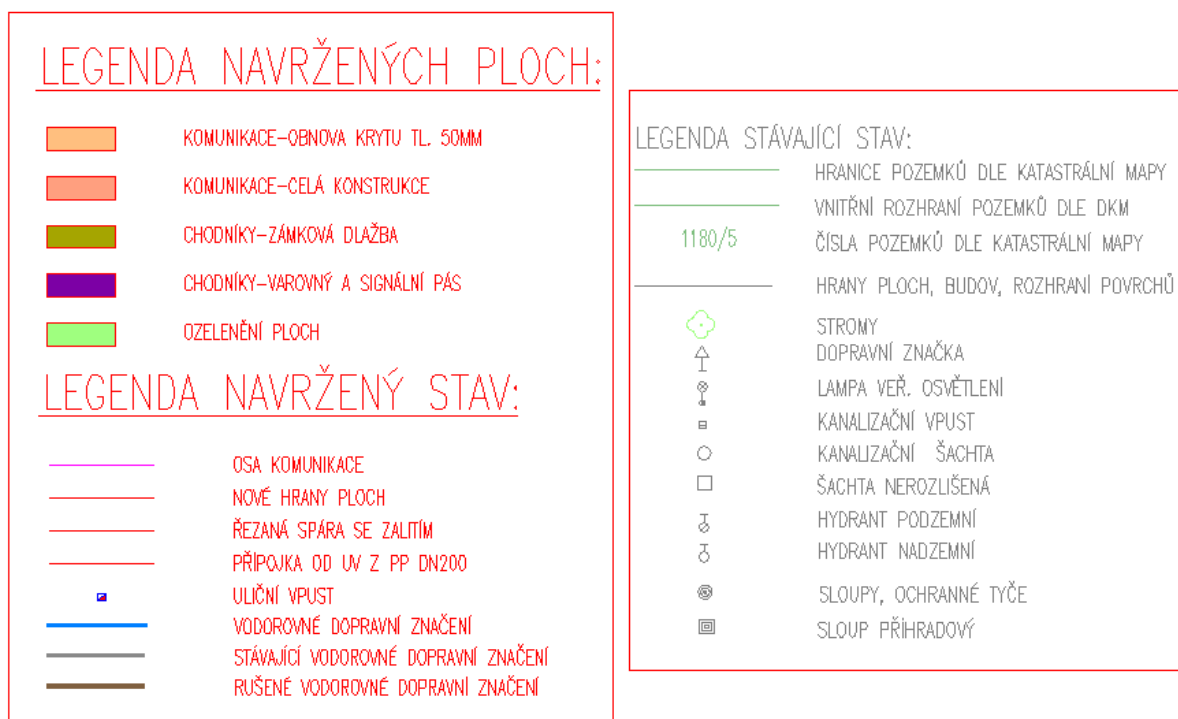 LEGENDA NAVRŽENÝCH PLOCH:
KOMUNIKACE-OBNOVA KRYTU TL. 50MM
KOMUNIKACE-CELÁ KONSTRUKCE
CHODNÍKY-ZÁMKOVÁ DLAŽBA
CHODNÍKY-VAROVNÝ A SIGNÁLNÍ PÁS
OZELENĚNÍ PLOCH
LEGENDA NAVRŽENÝ STAV:
OSA KOMUNIKACE
NOVÉ HRANY PLOCH
ŘEZANÁ SPÁRA SE ZALITÍM
PŘÍPOJKA OD UV Z PP DN200
ULIČNÍ VPUST
VODOROVNÉ DOPRAVNÍ ZNAČENÍ
STÁVAJÍCÍ VODOROVNÉ DOPRAVNÍ ZNAČENÍ
RUŠENÉ VODOROVNÉ DOPRAVNÍ ZNAČENÍ
LEGENDA STÁVAJÍCÍ STAV:
HRANICE POZEMKŮ DLE KATASTRÁLNÍ MAPY
VNITŘNÍ ROZHRANÍ POZEMKŮ DLE DKM
1180/5 ČÍSLA POZEMKŮ DLE KATASTRÁLNÍ MAPY
HRANY PLOCH, BUDOV, ROZHRANÍ POVRCHŮ
STROMY
DOPRAVNÍ ZNAČKA
LAMPA VEŘ. OSVĚTLENÍ
KANALIZAČNÍ VPUST
KANALIZAČNÍ ŠACHTA
ŠACHTA NEROZLIŠENÁ
HYDRANT PODZEMNÍ
HYDRANT NADZEMNÍ
SLOUPY, OCHRANNÉ TYČE
SLOUP PŘÍHRADOVÝ